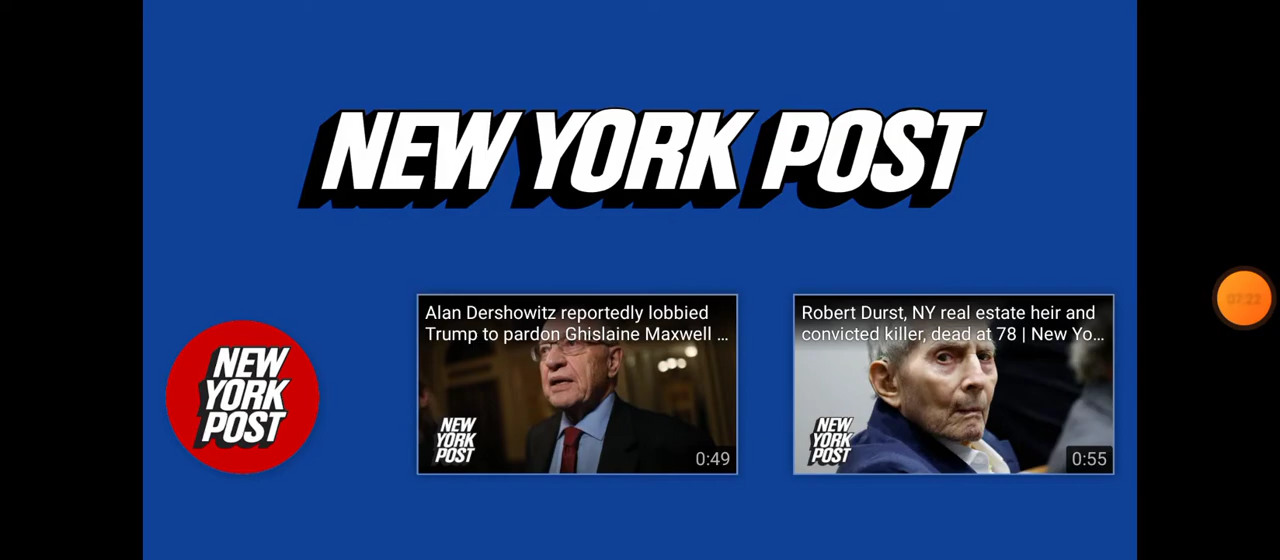 NEW YORK POST
NEW
YORK
POST
Alan Dershowitz reportedly lobbied
Trump to pardon Ghislaine Maxwell ...
NEW
YORK
POST
0:49
Robert Durst, NY real estate heir and
convicted killer, dead at 78 | New Yo...
NEW
YORK
POST
0:55
07:22